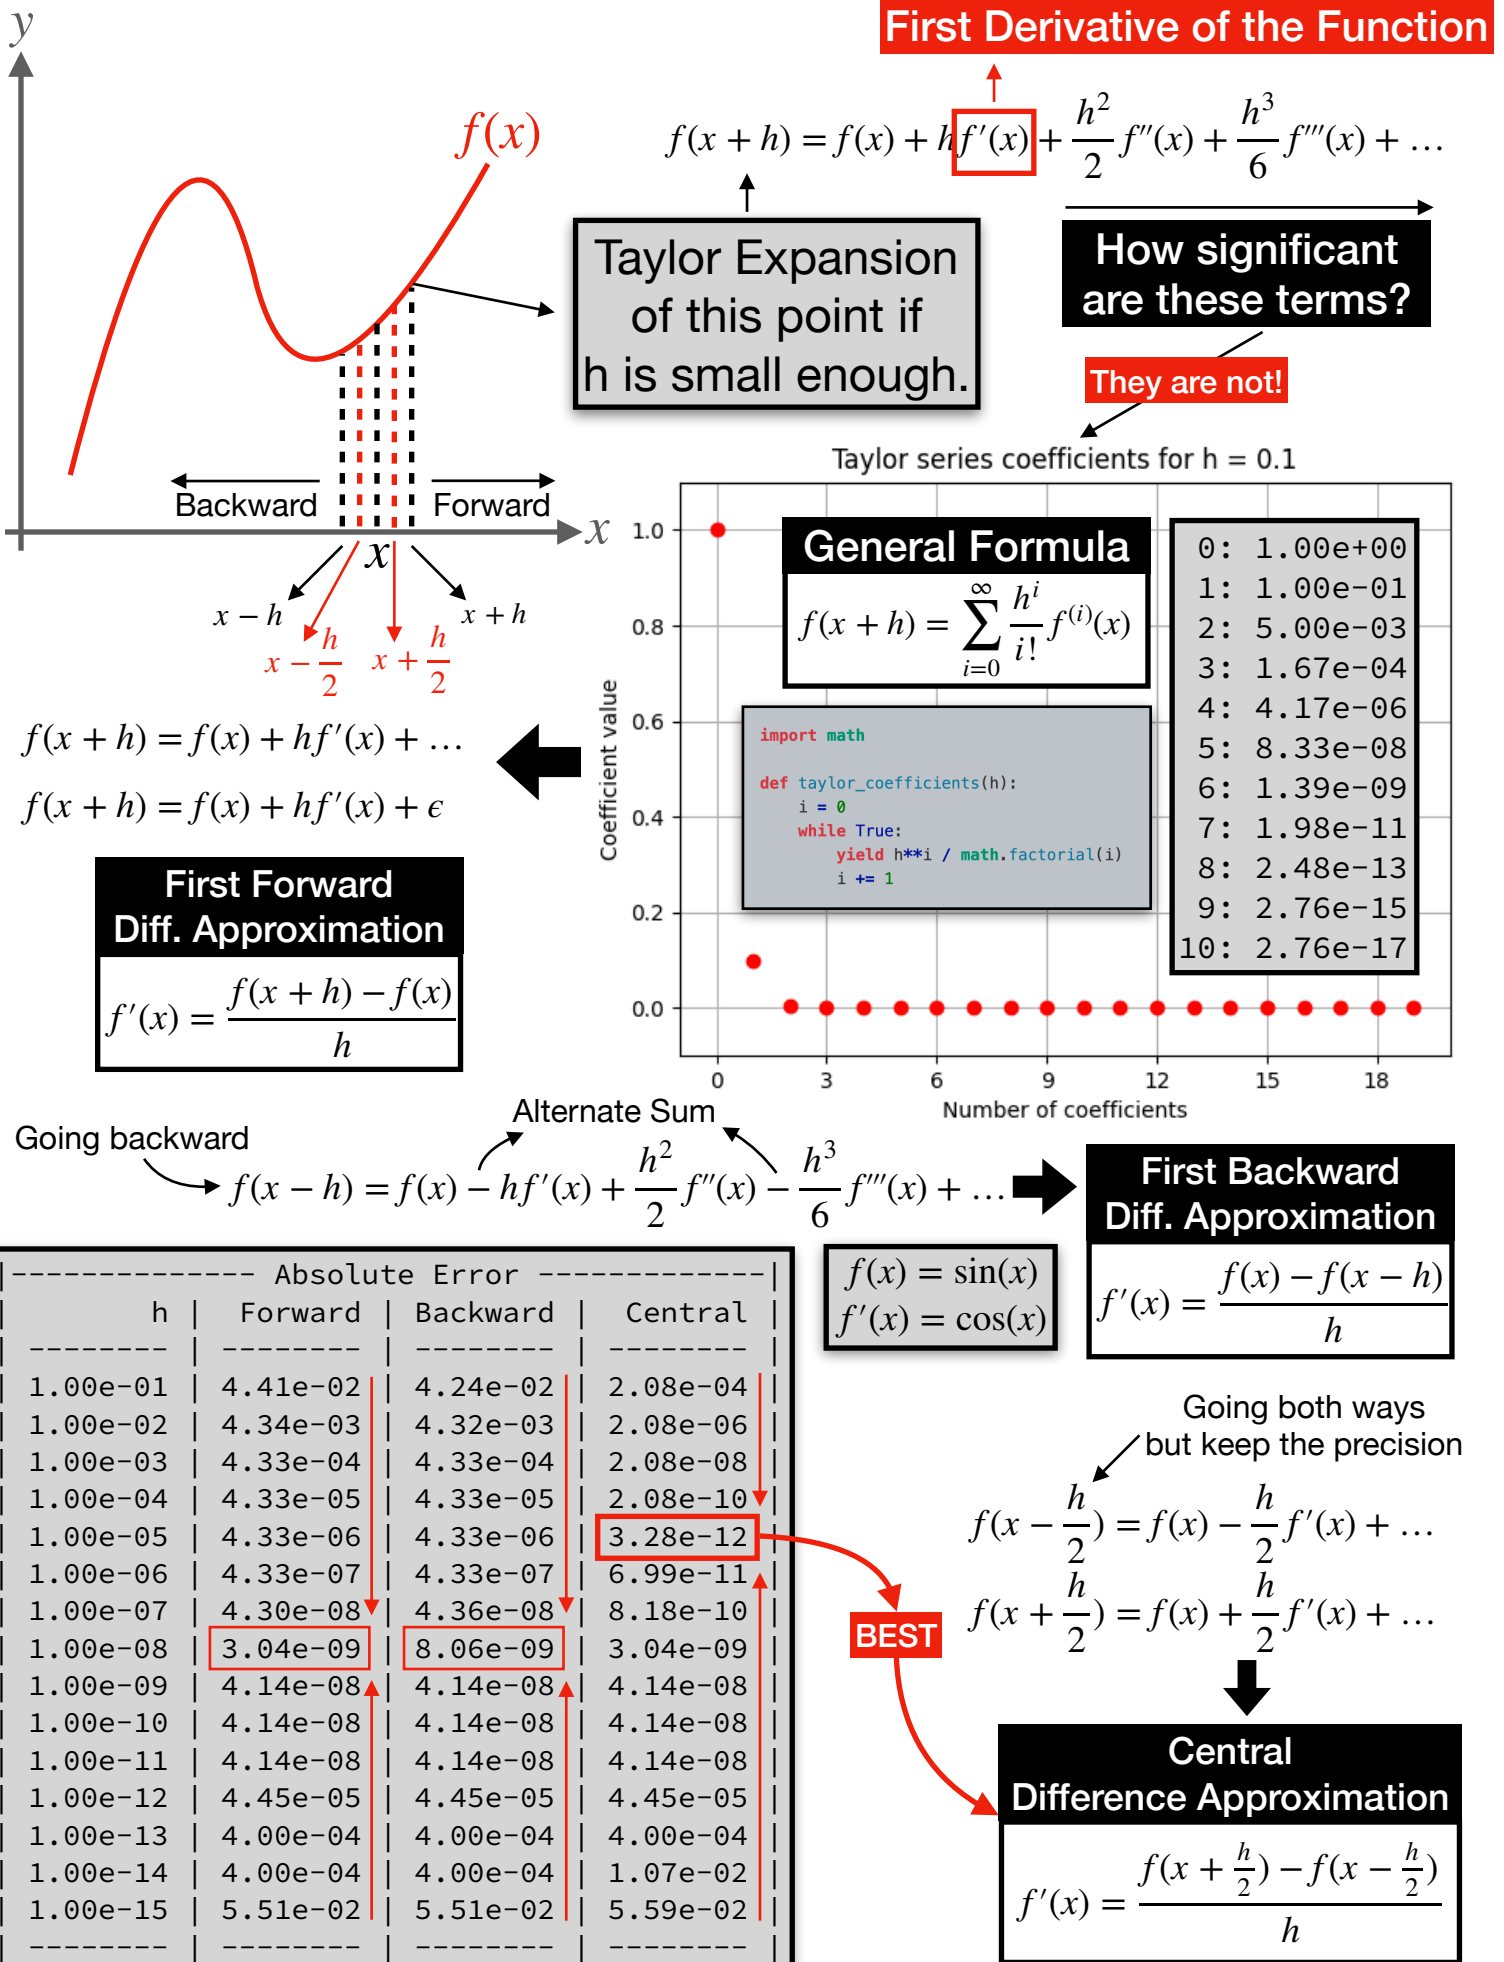 First Derivative of the Function
y
f(x)
f(x + h) = f(x) + hf′(x) + h²/2 f″(x) + h³/6 f‴(x) + …
Taylor Expansion
of this point if
h is small enough.
How significant
are these terms?
They are not!
Backward
Forward
x
x
x − h
x + h
x − h/2
x + h/2
f(x + h) = f(x) + hf′(x) + …
f(x + h) = f(x) + hf′(x) + ϵ
First Forward
Diff. Approximation
f′(x) = (f(x + h) − f(x))/h
Taylor series coefficients for h = 0.1
Coefficient value
1.0
0.8
0.6
0.4
0.2
0.0
General Formula
f(x + h) = ∑_{i=0}^{∞} hⁱ/i! f⁽ⁱ⁾(x)
import math
def taylor_coefficients(h):
i = 0
while True:
yield h**i / math.factorial(i)
i += 1
0: 1.00e+00
1: 1.00e-01
2: 5.00e-03
3: 1.67e-04
4: 4.17e-06
5: 8.33e-08
6: 1.39e-09
7: 1.98e-11
8: 2.48e-13
9: 2.76e-15
10: 2.76e-17
0 3 6 9 12 15 18
Number of coefficients
Alternate Sum
Going backward
f(x − h) = f(x) − hf′(x) + h²/2 f″(x) − h³/6 f‴(x) + …
First Backward
Diff. Approximation
f′(x) = (f(x) − f(x − h))/h
f(x) = sin(x)
f′(x) = cos(x)
|-------------- Absolute Error -------------|
| h | Forward | Backward | Central |
| -------- | -------- | -------- | -------- |
| 1.00e-01 | 4.41e-02 | 4.24e-02 | 2.08e-04 |
| 1.00e-02 | 4.34e-03 | 4.32e-03 | 2.08e-06 |
| 1.00e-03 | 4.33e-04 | 4.33e-04 | 2.08e-08 |
| 1.00e-04 | 4.33e-05 | 4.33e-05 | 2.08e-10 |
| 1.00e-05 | 4.33e-06 | 4.33e-06 | 3.28e-12 |
| 1.00e-06 | 4.33e-07 | 4.33e-07 | 6.99e-11 |
| 1.00e-07 | 4.30e-08 | 4.36e-08 | 8.18e-10 |
| 1.00e-08 | 3.04e-09 | 8.06e-09 | 3.04e-09 |
| 1.00e-09 | 4.14e-08 | 4.14e-08 | 4.14e-08 |
| 1.00e-10 | 4.14e-08 | 4.14e-08 | 4.14e-08 |
| 1.00e-11 | 4.14e-08 | 4.14e-08 | 4.14e-08 |
| 1.00e-12 | 4.45e-05 | 4.45e-05 | 4.45e-05 |
| 1.00e-13 | 4.00e-04 | 4.00e-04 | 4.00e-04 |
| 1.00e-14 | 4.00e-04 | 4.00e-04 | 1.07e-02 |
| 1.00e-15 | 5.51e-02 | 5.51e-02 | 5.59e-02 |
| -------- | -------- | -------- | -------- |
BEST
Going both ways
but keep the precision
f(x − h/2) = f(x) − h/2 f′(x) + …
f(x + h/2) = f(x) + h/2 f′(x) + …
Central
Difference Approximation
f′(x) = (f(x + h/2) − f(x − h/2))/h